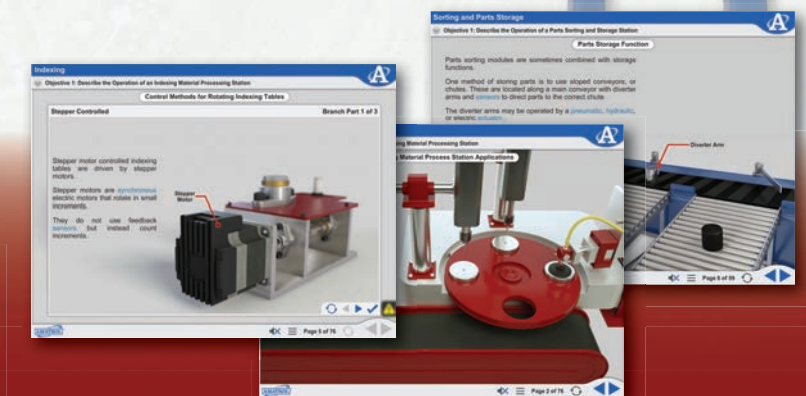 Indexing
Objective 1: Describe the Operation of an Indexing Material Processing Station
Control Methods for Rotating Indexing Tables
Stepper Controlled
Branch Part 1 of 3
Stepper motor controlled indexing
tables are driven by stepper
motors.
Stepper motors are synchronous
electric motors that rotate in small
increments.
They do not use feedback
sensors but instead count
increments.
Stepper
Motor
AMATROL
Page 5 of 76
Material Processing Station
Material Process Station Applications
AMATROL
Page 2 of 76
Sorting and Parts Storage
Objective 1: Describe the Operation of a Parts Sorting and Storage Station
Parts Storage Function
Parts sorting modules are sometimes combined with storage
functions.
One method of storing parts is to use sloped conveyors, or
chutes. These are located along a main conveyor with diverter
arms and sensors to direct parts to the correct chute.
The diverter arms may be operated by a pneumatic, hydraulic,
or electric actuator.
Diverter Arm